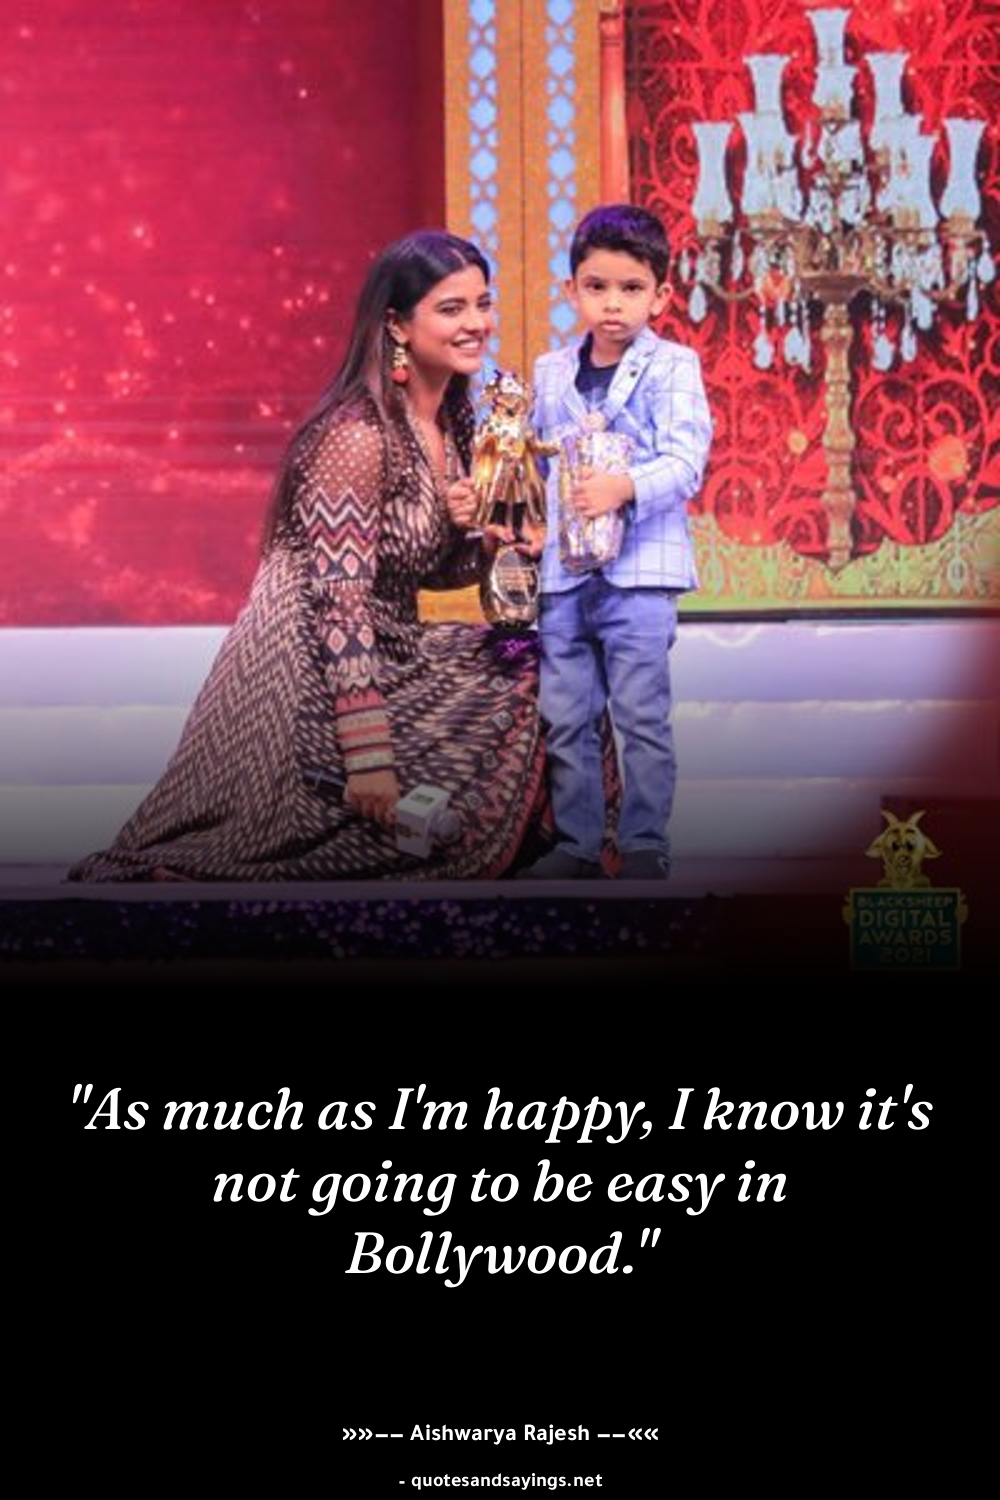 BLACKSHEEP
DIGITAL
AWARDS
2021
"As much as I'm happy, I know it's
not going to be easy in
Bollywood."
»»–– Aishwarya Rajesh ––««
- quotesandsayings.net